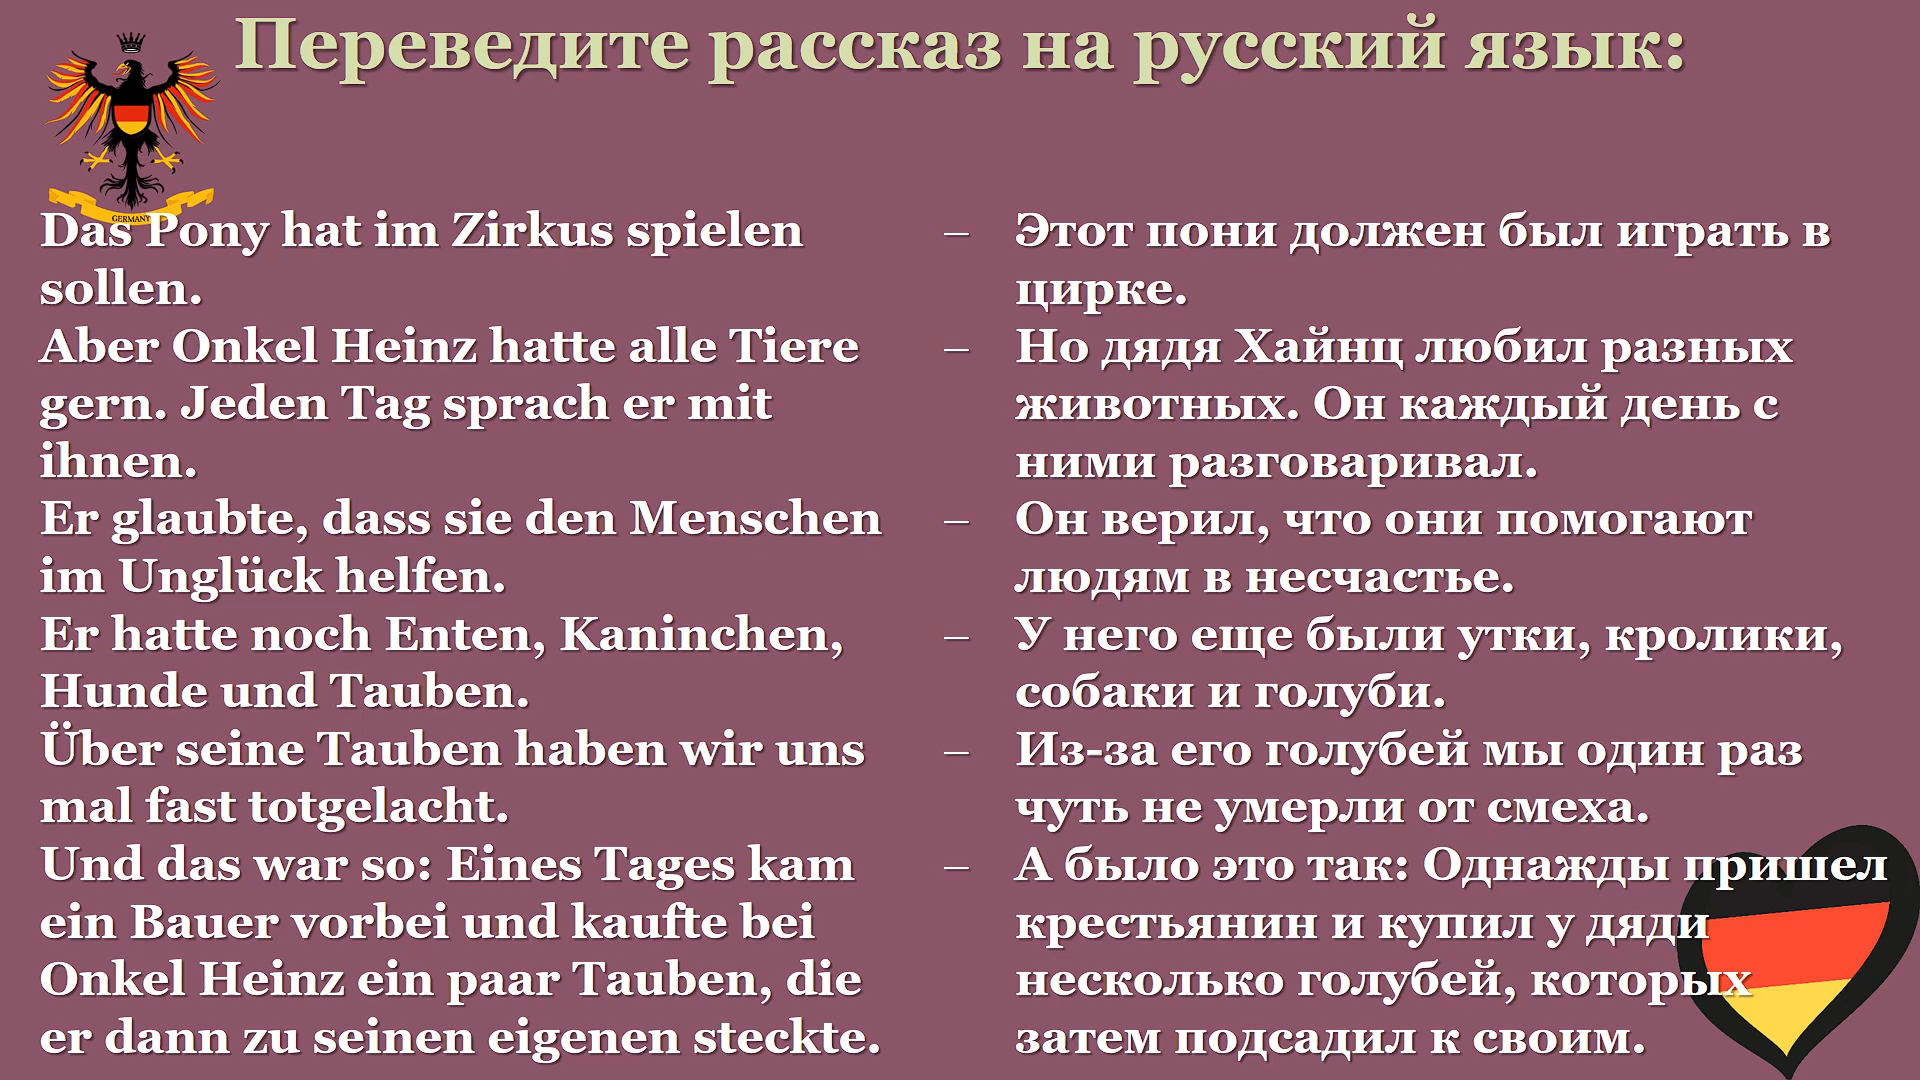 Переведите рассказ на русский язык:
GERMANY
Das Pony hat im Zirkus spielen
sollen.
Aber Onkel Heinz hatte alle Tiere
gern. Jeden Tag sprach er mit
ihnen.
Er glaubte, dass sie den Menschen
im Unglück helfen.
Er hatte noch Enten, Kaninchen,
Hunde und Tauben.
Über seine Tauben haben wir uns
mal fast totgelacht.
Und das war so: Eines Tages kam
ein Bauer vorbei und kaufte bei
Onkel Heinz ein paar Tauben, die
er dann zu seinen eigenen steckte.
– Этот пони должен был играть в
цирке.
– Но дядя Хайнц любил разных
животных. Он каждый день с
ними разговаривал.
– Он верил, что они помогают
людям в несчастье.
– У него еще были утки, кролики,
собаки и голуби.
– Из-за его голубей мы один раз
чуть не умерли от смеха.
– А было это так: Однажды пришел
крестьянин и купил у дяди
несколько голубей, которых
затем подсадил к своим.